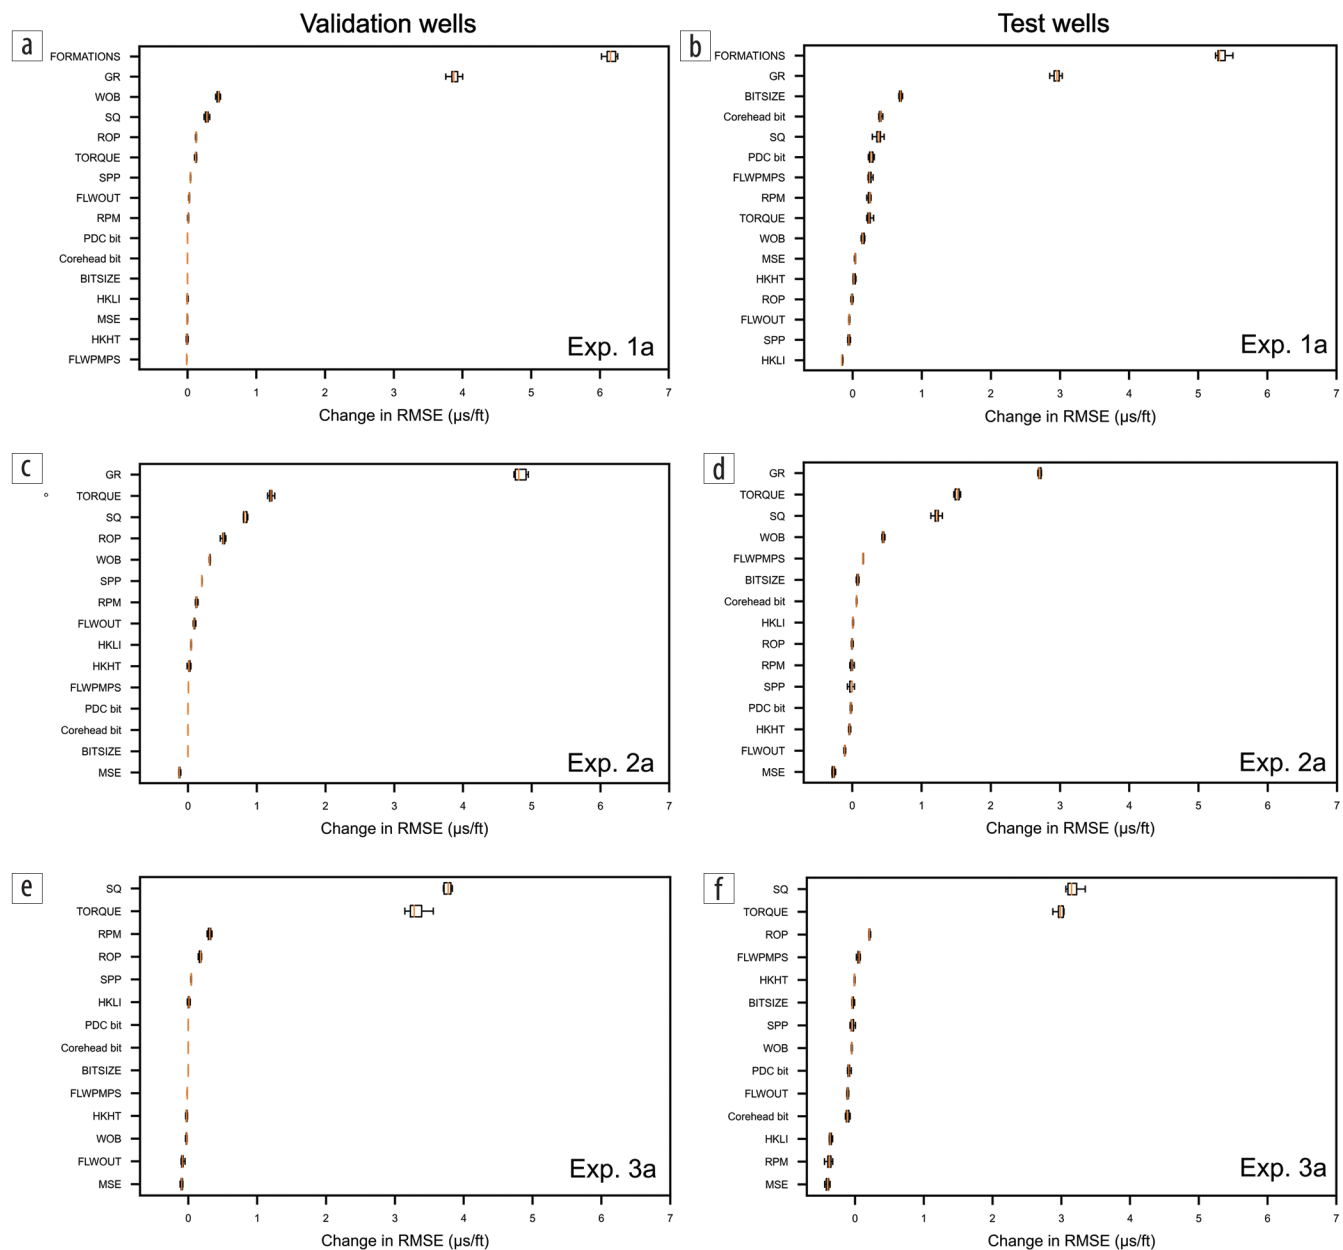 Validation wells
Test wells
a
FORMATIONS
GR
WOB
SQ
ROP
TORQUE
SPP
FLWOUT
RPM
PDC bit
Corehead bit
BITSIZE
HKLI
MSE
HKHT
FLWPMPS
Exp. 1a
0 1 2 3 4 5 6 7
Change in RMSE (µs/ft)
b
FORMATIONS
GR
BITSIZE
Corehead bit
SQ
PDC bit
FLWPMPS
RPM
TORQUE
WOB
MSE
HKHT
ROP
FLWOUT
SPP
HKLI
Exp. 1a
0 1 2 3 4 5 6 7
Change in RMSE (µs/ft)
c
GR
TORQUE
SQ
ROP
WOB
SPP
RPM
FLWOUT
HKLI
HKHT
FLWPMPS
PDC bit
Corehead bit
BITSIZE
MSE
Exp. 2a
0 1 2 3 4 5 6 7
Change in RMSE (µs/ft)
d
GR
TORQUE
SQ
WOB
FLWPMPS
BITSIZE
Corehead bit
HKLI
ROP
RPM
SPP
PDC bit
HKHT
FLWOUT
MSE
Exp. 2a
0 1 2 3 4 5 6 7
Change in RMSE (µs/ft)
e
SQ
TORQUE
RPM
ROP
SPP
HKLI
PDC bit
Corehead bit
BITSIZE
FLWPMPS
HKHT
WOB
FLWOUT
MSE
Exp. 3a
0 1 2 3 4 5 6 7
Change in RMSE (µs/ft)
f
SQ
TORQUE
ROP
FLWPMPS
HKHT
BITSIZE
SPP
WOB
PDC bit
FLWOUT
Corehead bit
HKLI
RPM
MSE
Exp. 3a
0 1 2 3 4 5 6 7
Change in RMSE (µs/ft)